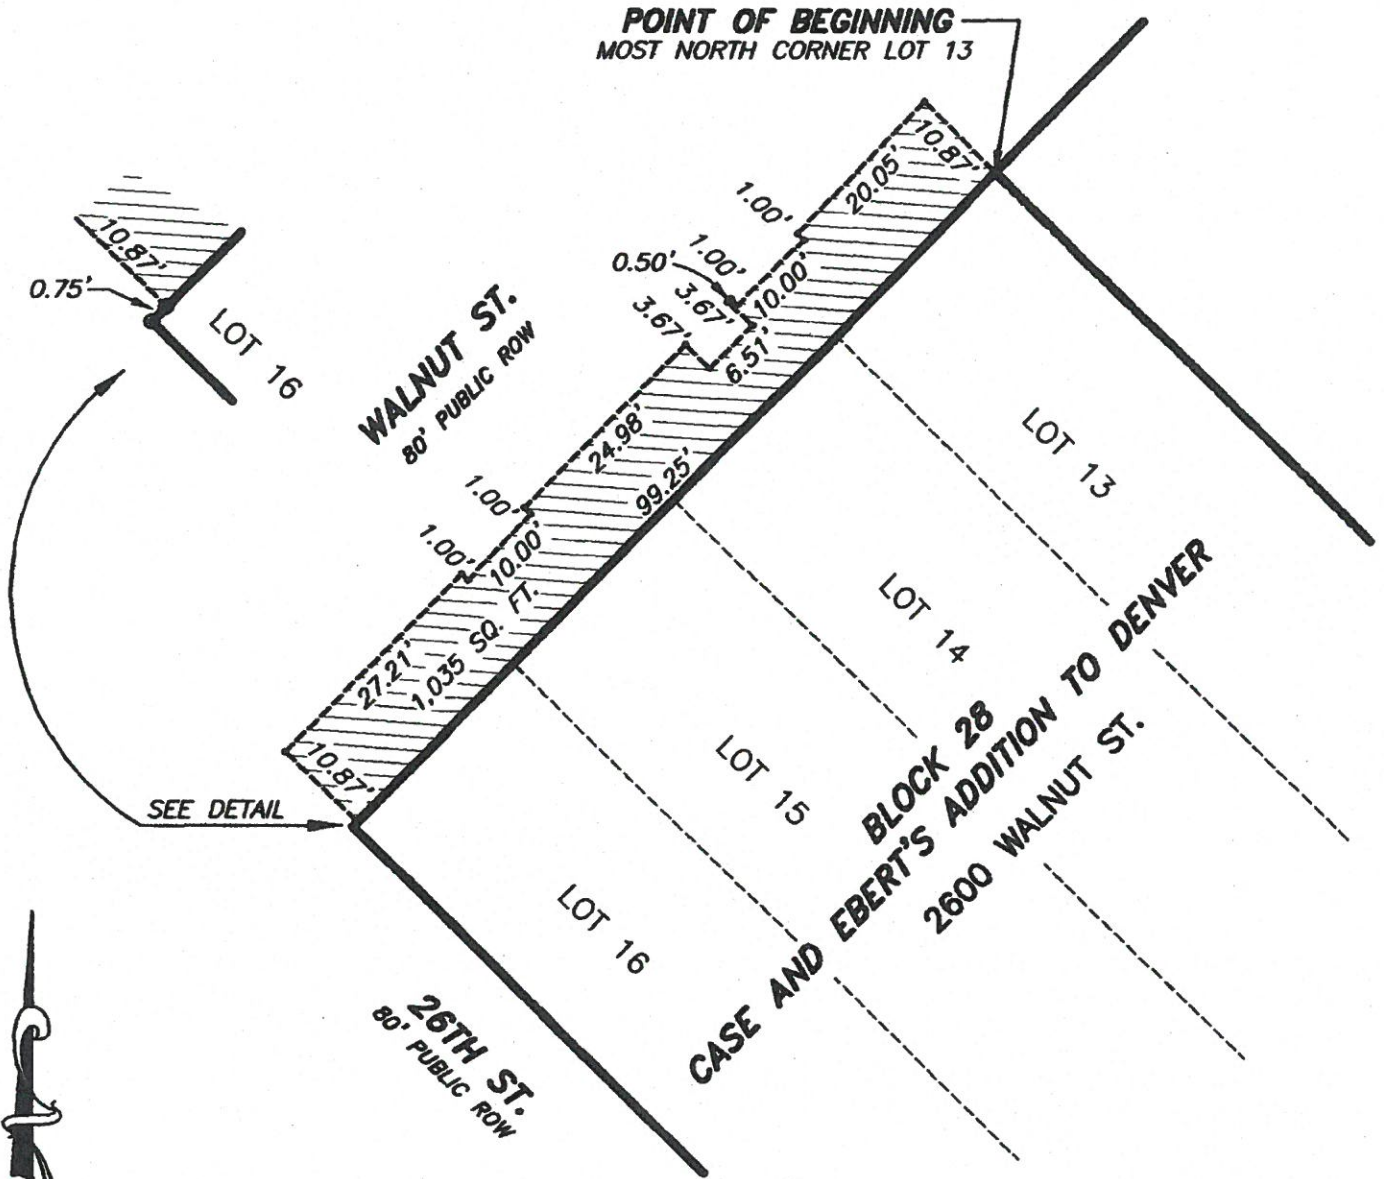 POINT OF BEGINNING
MOST NORTH CORNER LOT 13
10.87'
20.05'
1.00'
1.00'
0.50'
10.00'
3.67'
3.67'
6.51'
10.87'
0.75'
LOT 16
WALNUT ST.
80' PUBLIC ROW
24.98'
99.25'
1.00'
1.00'
10.00'
27.21'
1,035 SQ. FT.
10.87'
SEE DETAIL
LOT 13
LOT 14
LOT 15
LOT 16
BLOCK 28
CASE AND EBERT'S ADDITION TO DENVER
2600 WALNUT ST.
26TH ST.
80' PUBLIC ROW